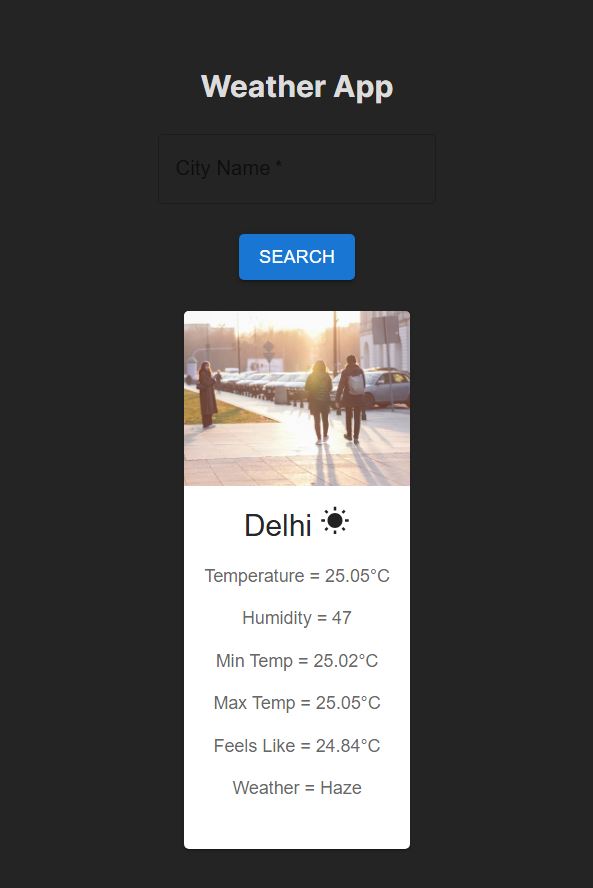 Weather App
City Name *
SEARCH
Delhi
Temperature = 25.05°C
Humidity = 47
Min Temp = 25.02°C
Max Temp = 25.05°C
Feels Like = 24.84°C
Weather = Haze